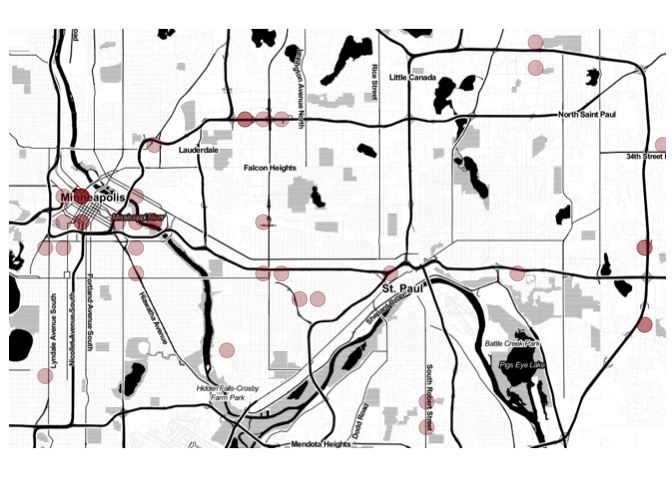 Lexington Avenue North
Rice Street
Little Canada
North Saint Paul
Lauderdale
34th Street
Falcon Heights
Minneapolis
Mississippi River
St. Paul
Shepard Road
Lyndale Avenue South
Nicollet Avenue South
Portland Avenue South
Hiawatha Avenue
Battle Creek Park
Pigs Eye Lake
Hidden Falls-Crosby
Farm Park
South Robert Street
Dodd Road
Mendota Heights